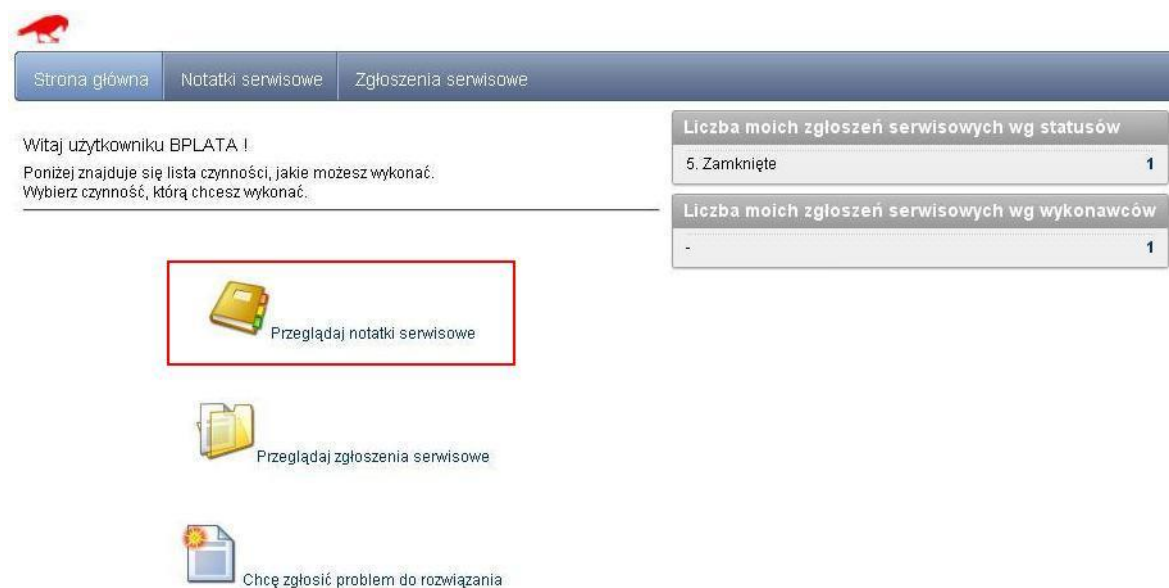 Strona główna
Notatki serwisowe
Zgłoszenia serwisowe
Witaj użytkowniku BPLATA !
Poniżej znajduje się lista czynności, jakie możesz wykonać.
Wybierz czynność, którą chcesz wykonać.
Liczba moich zgłoszeń serwisowych wg statusów
5. Zamknięte 1
Liczba moich zgłoszeń serwisowych wg wykonawców
- 1
Przeglądaj notatki serwisowe
Przeglądaj zgłoszenia serwisowe
Chcę zgłosić problem do rozwiązania